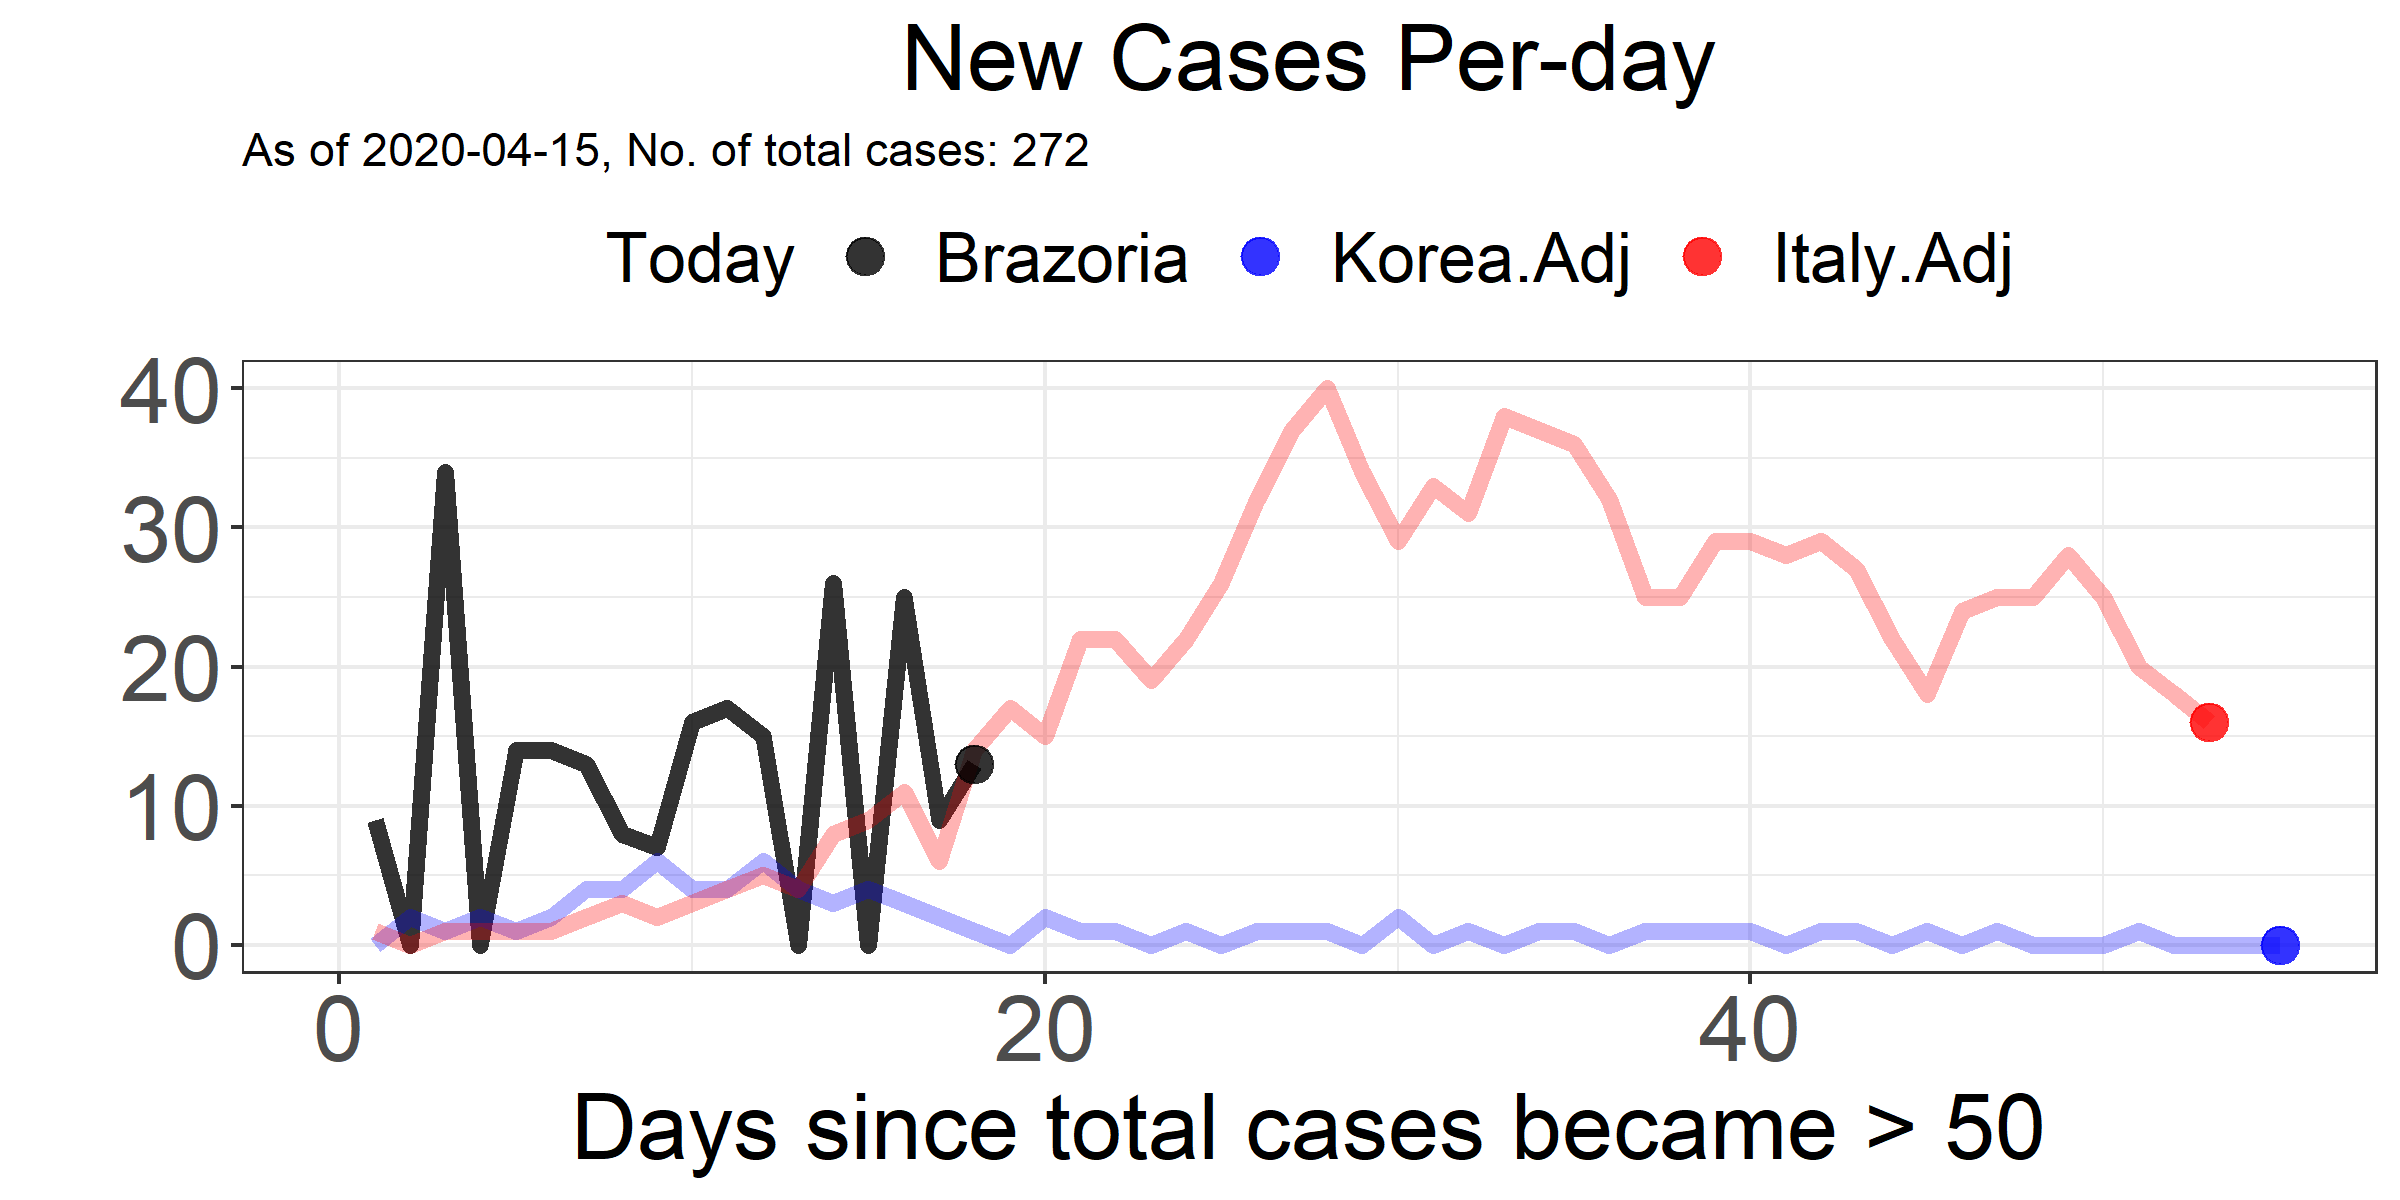 New Cases Per-day
As of 2020-04-15, No. of total cases: 272
Today Brazoria Korea.Adj Italy.Adj
40
30
20
10
0
0 20 40
Days since total cases became > 50